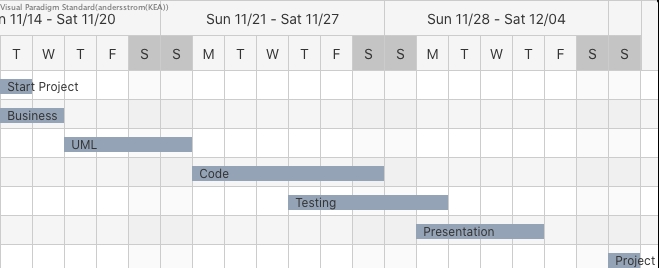 Visual Paradigm Standard(andersstrom(KEA))
n 11/14 - Sat 11/20 Sun 11/21 - Sat 11/27 Sun 11/28 - Sat 12/04
T W T F S S M T W T F S S M T W T F S S
Start Project
Business
UML
Code
Testing
Presentation
Project